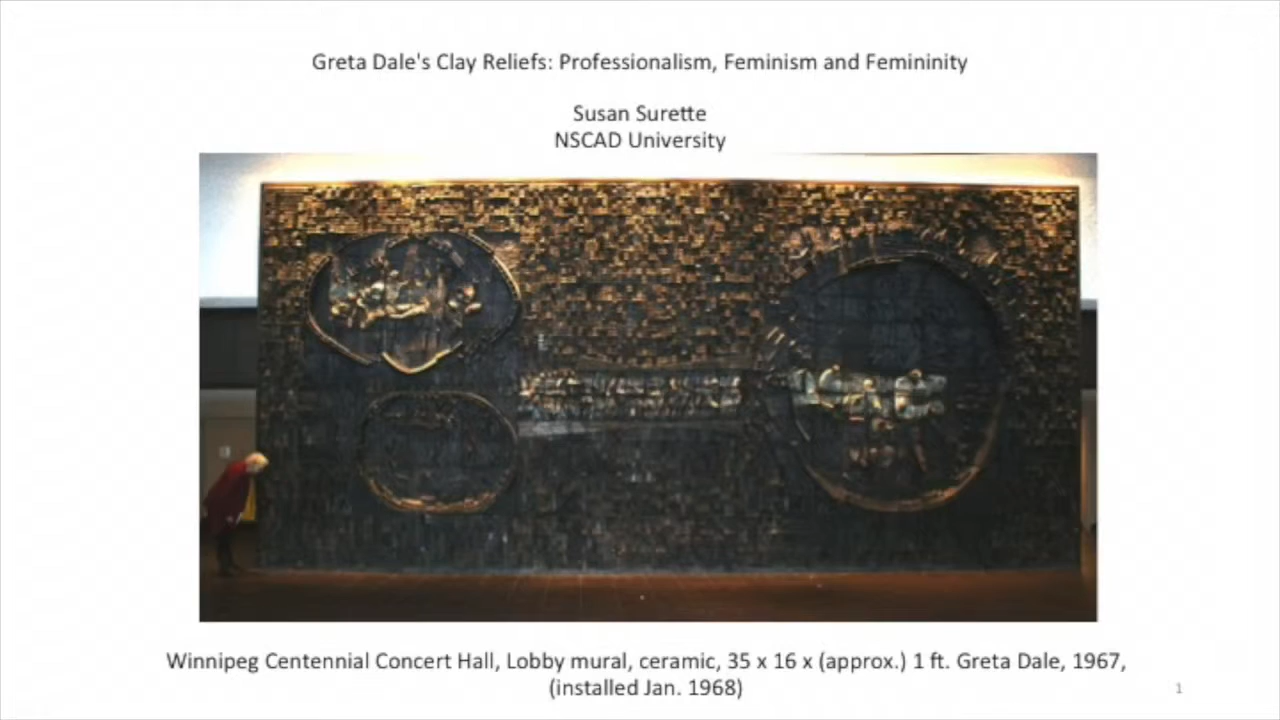 Greta Dale's Clay Reliefs: Professionalism, Feminism and Femininity
Susan Surette
NSCAD University
Winnipeg Centennial Concert Hall, Lobby mural, ceramic, 35 x 16 x (approx.) 1 ft. Greta Dale, 1967,
(installed Jan. 1968)
1